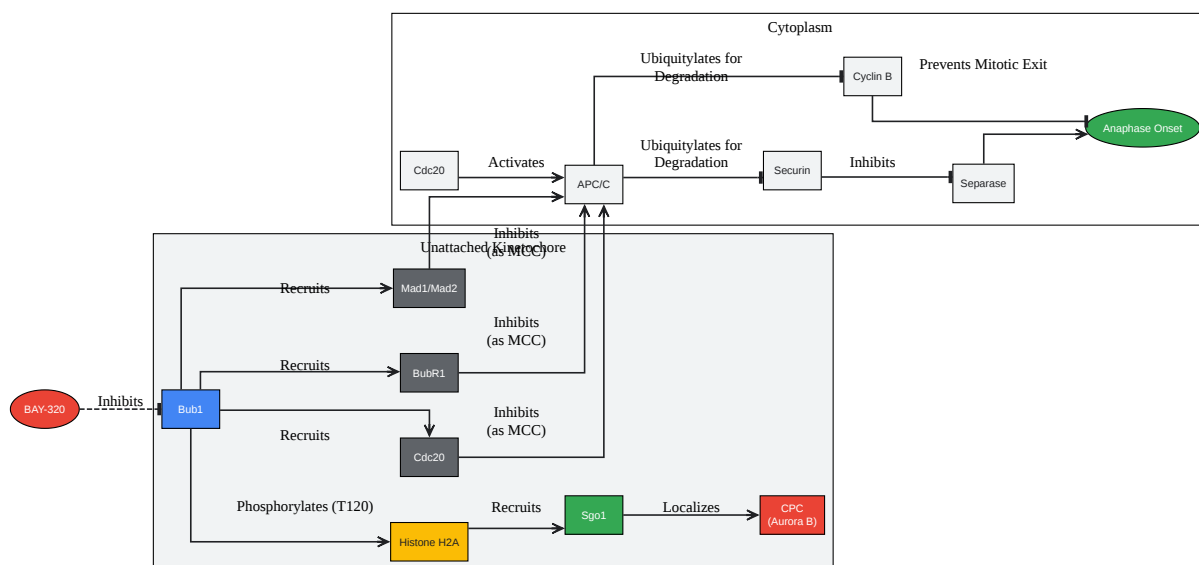 Cytoplasm
Ubiquitylates for
Degradation
Cyclin B
Prevents Mitotic Exit
Anaphase Onset
Cdc20
Activates
APC/C
Ubiquitylates for
Degradation
Securin
Inhibits
Separase
Unattached Kinetochore
Inhibits
(as MCC)
Recruits
Mad1/Mad2
Inhibits
(as MCC)
Recruits
BubR1
BAY-320
Inhibits
Bub1
Inhibits
(as MCC)
Recruits
Cdc20
Phosphorylates (T120)
Histone H2A
Recruits
Sgo1
Localizes
CPC
(Aurora B)